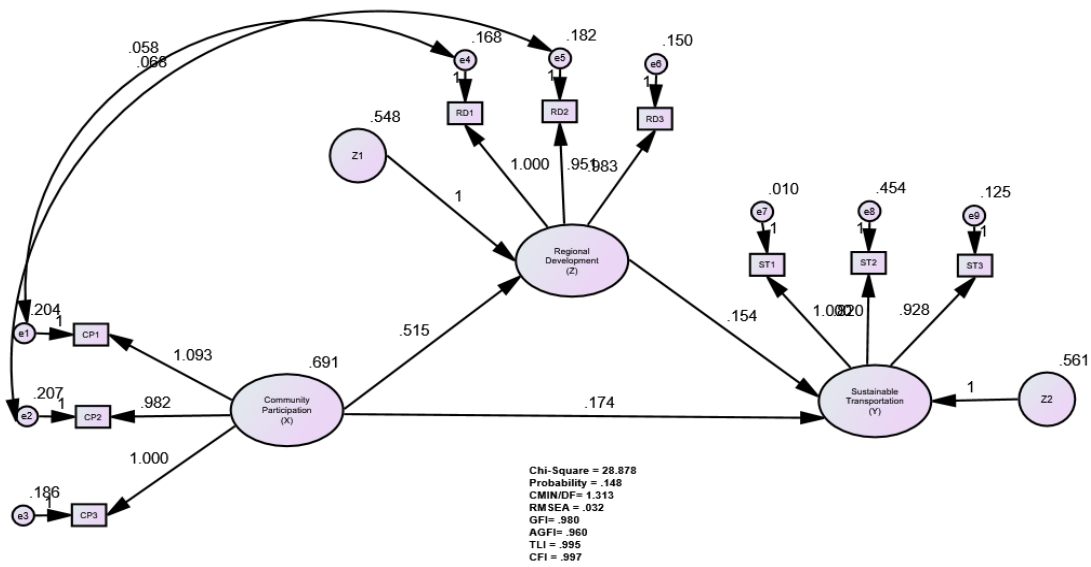 .058
.068
.168
.182
.150
e4
e5
e6
1
1
1
RD1
RD2
RD3
.548
Z1
1
1.000
.951
.983
.010
.454
.125
e7
e8
e9
1
1
1
ST1
ST2
ST3
Regional
Development
(Z)
.204
e1
1
CP1
1.093
.515
.154
1.000
.820
.928
.691
.561
.207
e2
1
CP2
.982
Community
Participation
(X)
.174
Sustainable
Transportation
(Y)
1
Z2
1.000
.186
e3
1
CP3
Chi-Square = 28.878
Probability = .148
CMIN/DF= 1.313
RMSEA = .032
GFI= .980
AGFI= .960
TLI = .995
CFI = .997